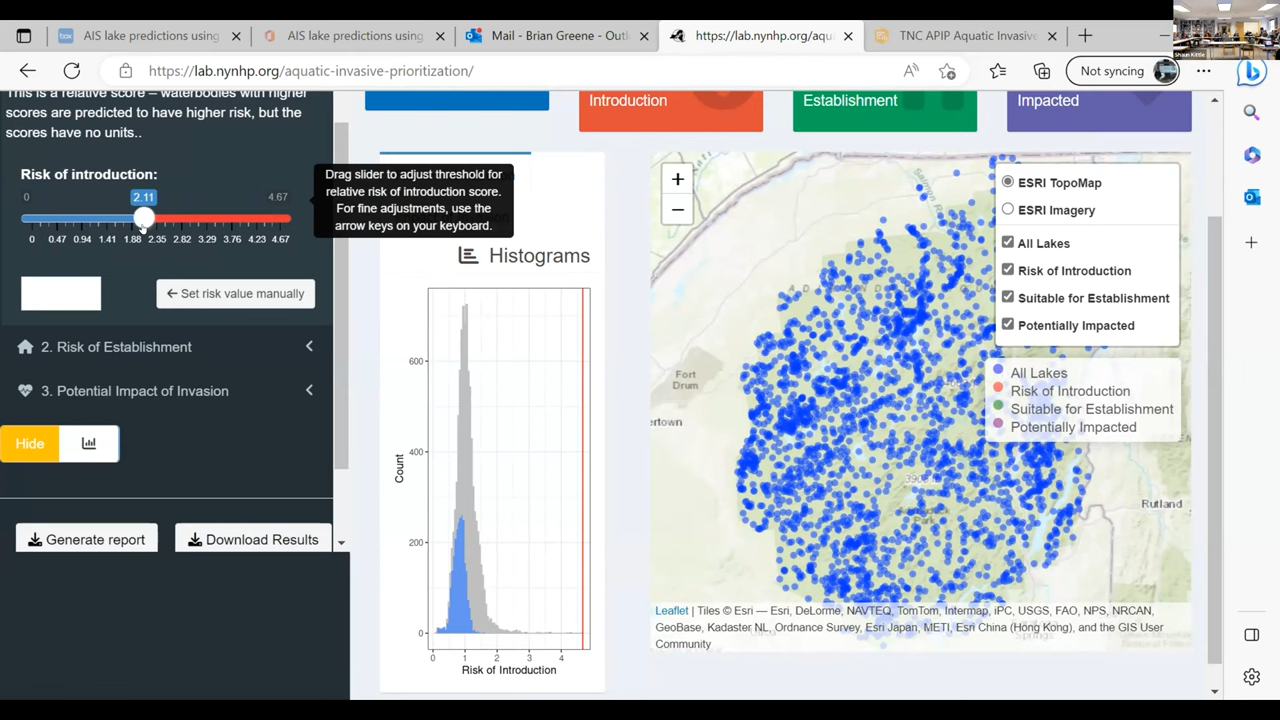 AIS lake predictions using
AIS lake predictions using
Mail - Brian Greene - Outl
https://lab.nynhp.org/aqua
TNC APIP Aquatic Invasive
Shaun Kittle
https://lab.nynhp.org/aquatic-invasive-prioritization/
Not syncing
This is a relative score – waterbodies with higher
scores are predicted to have higher risk, but the
scores have no units..
Introduction
Establishment
Impacted
Risk of introduction:
0
2.11
4.67
0 0.47 0.94 1.41 1.88 2.35 2.82 3.29 3.76 4.23 4.67
Drag slider to adjust threshold for
relative risk of introduction score.
For fine adjustments, use the
arrow keys on your keyboard.
Set risk value manually
2. Risk of Establishment
3. Potential Impact of Invasion
Hide
Generate report
Download Results
Histograms
600
400
200
0
Count
0 1 2 3 4
Risk of Introduction
+
−
ESRI TopoMap
ESRI Imagery
All Lakes
Risk of Introduction
Suitable for Establishment
Potentially Impacted
All Lakes
Risk of Introduction
Suitable for Establishment
Potentially Impacted
Fort
Drum
ertown
Rutland
Leaflet | Tiles © Esri — Esri, DeLorme, NAVTEQ, TomTom, Intermap, iPC, USGS, FAO, NPS, NRCAN,
GeoBase, Kadaster NL, Ordnance Survey, Esri Japan, METI, Esri China (Hong Kong), and the GIS User
Community